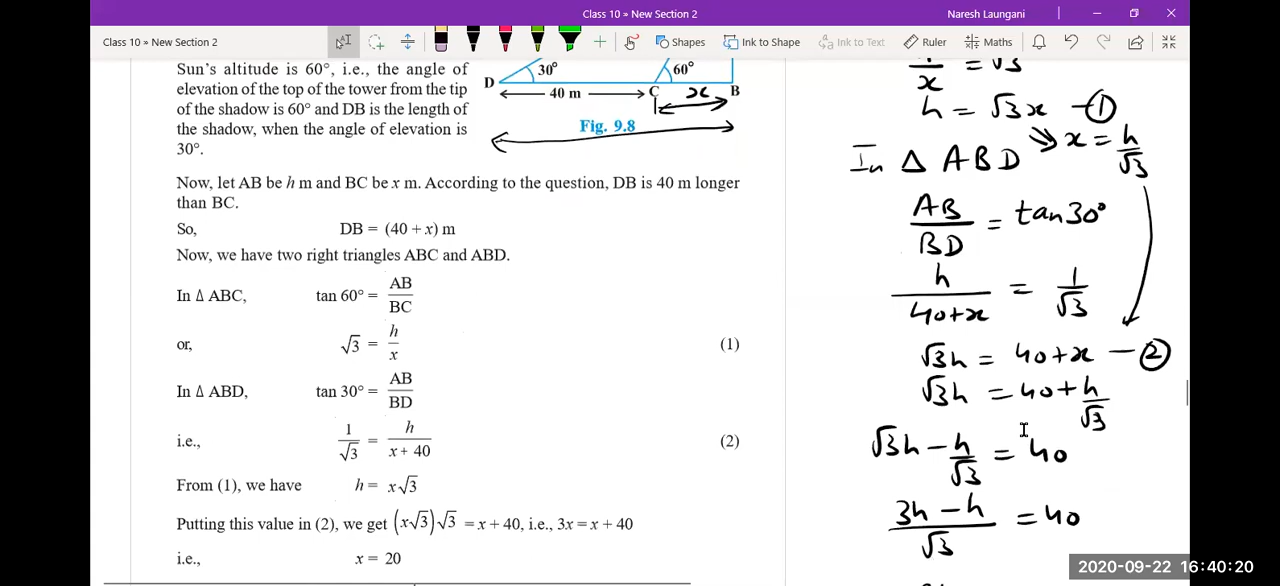 Class 10 » New Section 2
Naresh Laungani
Class 10 » New Section 2
Shapes
Ink to Shape
Ink to Text
Ruler
Maths
Sun's altitude is 60°, i.e., the angle of
elevation of the top of the tower from the tip
of the shadow is 60° and DB is the length of
the shadow, when the angle of elevation is
30°.
D 30° 60°
40 m C x B
Fig. 9.8
Now, let AB be h m and BC be x m. According to the question, DB is 40 m longer
than BC.
So, DB = (40 + x) m
Now, we have two right triangles ABC and ABD.
In Δ ABC, tan 60° = AB/BC
or, √3 = h/x (1)
In Δ ABD, tan 30° = AB/BD
i.e., 1/√3 = h/(x + 40) (2)
From (1), we have h = x√3
Putting this value in (2), we get (x√3)√3 = x + 40, i.e., 3x = x + 40
i.e., x = 20
x = √3
h = √3x –①
⇒ x = h/√3
In Δ ABD
AB/BD = tan30°
h/(40+x) = 1/√3
√3h = 40+x –②
√3h = 40+h/√3
√3h – h/√3 = 40
(3h – h)/√3 = 40
2020-09-22 16:40:20